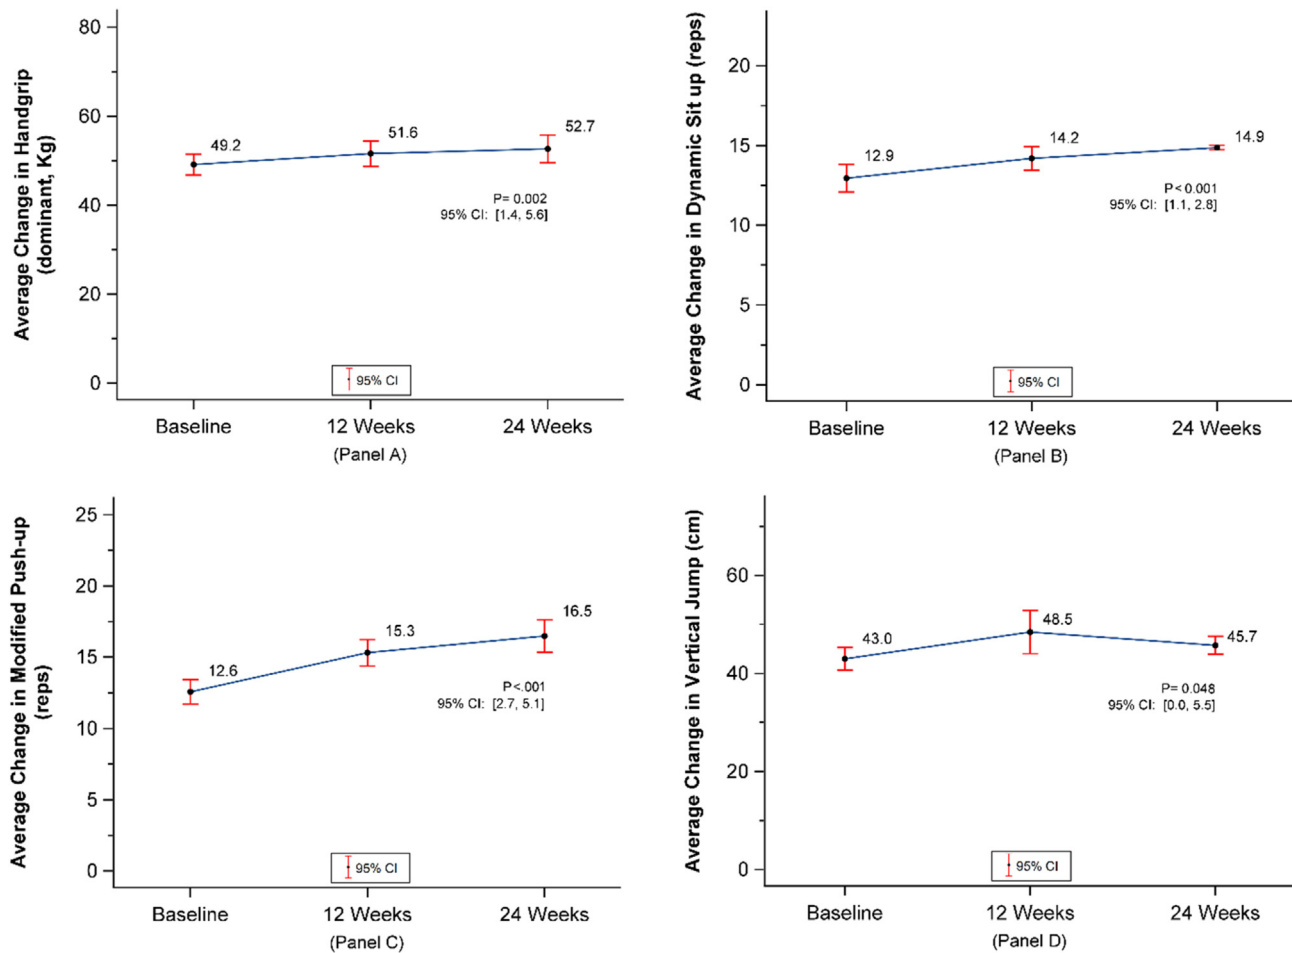 Average Change in Handgrip
(dominant, Kg)
80
60
40
20
0
49.2
51.6
52.7
P= 0.002
95% CI: [1.4, 5.6]
95% CI
Baseline
12 Weeks
24 Weeks
(Panel A)
Average Change in Dynamic Sit up (reps)
20
15
10
5
0
12.9
14.2
14.9
P< 0.001
95% CI: [1.1, 2.8]
95% CI
Baseline
12 Weeks
24 Weeks
(Panel B)
Average Change in Modified Push-up
(reps)
25
20
15
10
5
0
12.6
15.3
16.5
P<.001
95% CI: [2.7, 5.1]
95% CI
Baseline
12 Weeks
24 Weeks
(Panel C)
Average Change in Vertical Jump (cm)
60
40
20
0
43.0
48.5
45.7
P= 0.048
95% CI: [0.0, 5.5]
95% CI
Baseline
12 Weeks
24 Weeks
(Panel D)